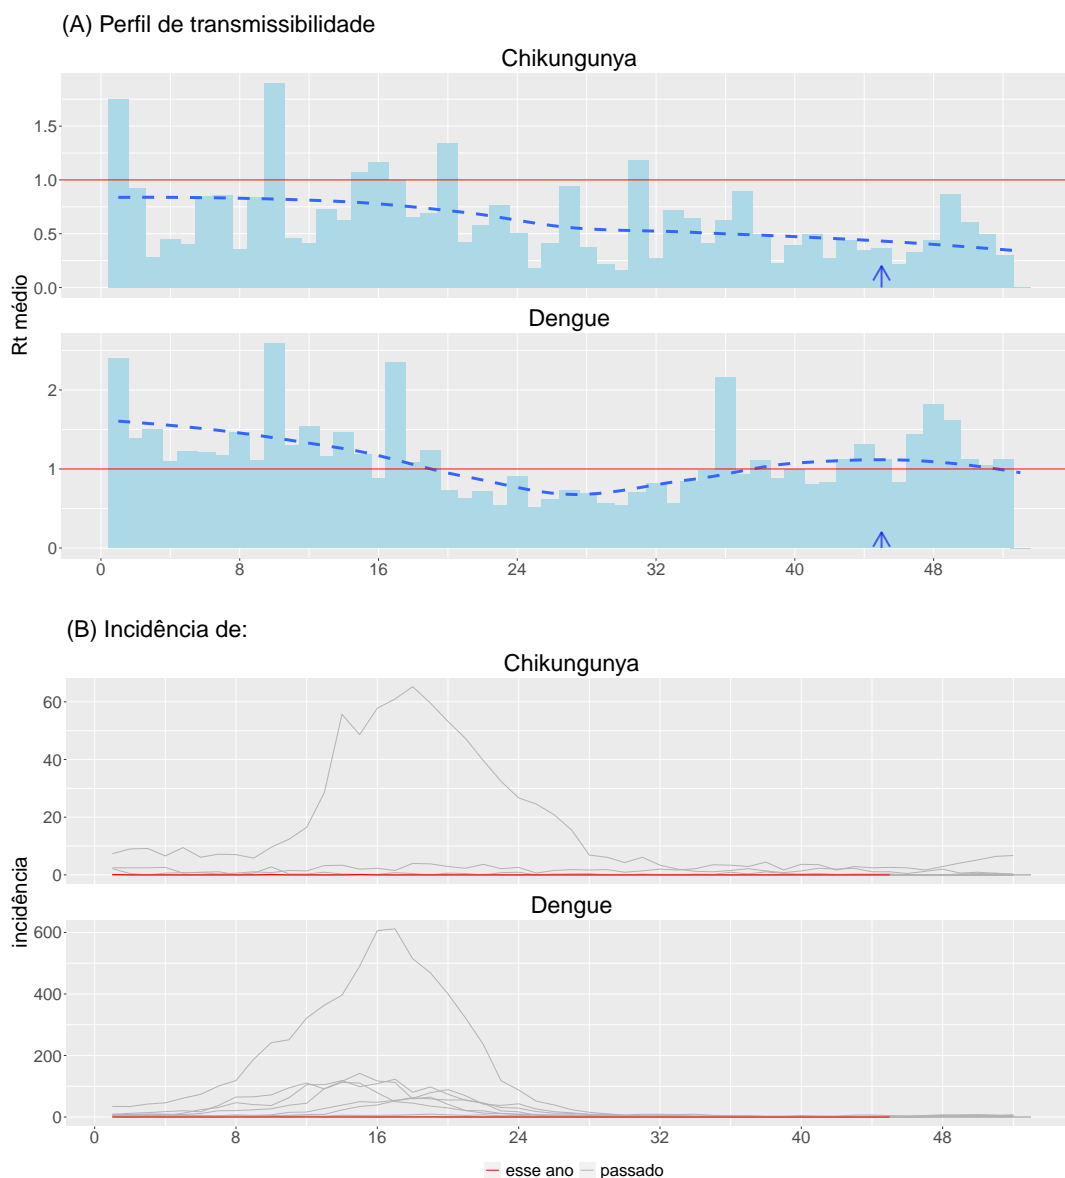 (A) Perfil de transmissibilidade
Chikungunya
1.5
1.0
0.5
0.0
Rt médio
Dengue
2
1
0
0 8 16 24 32 40 48
(B) Incidência de:
Chikungunya
60
40
20
0
incidência
Dengue
600
400
200
0
0 8 16 24 32 40 48
esse ano passado